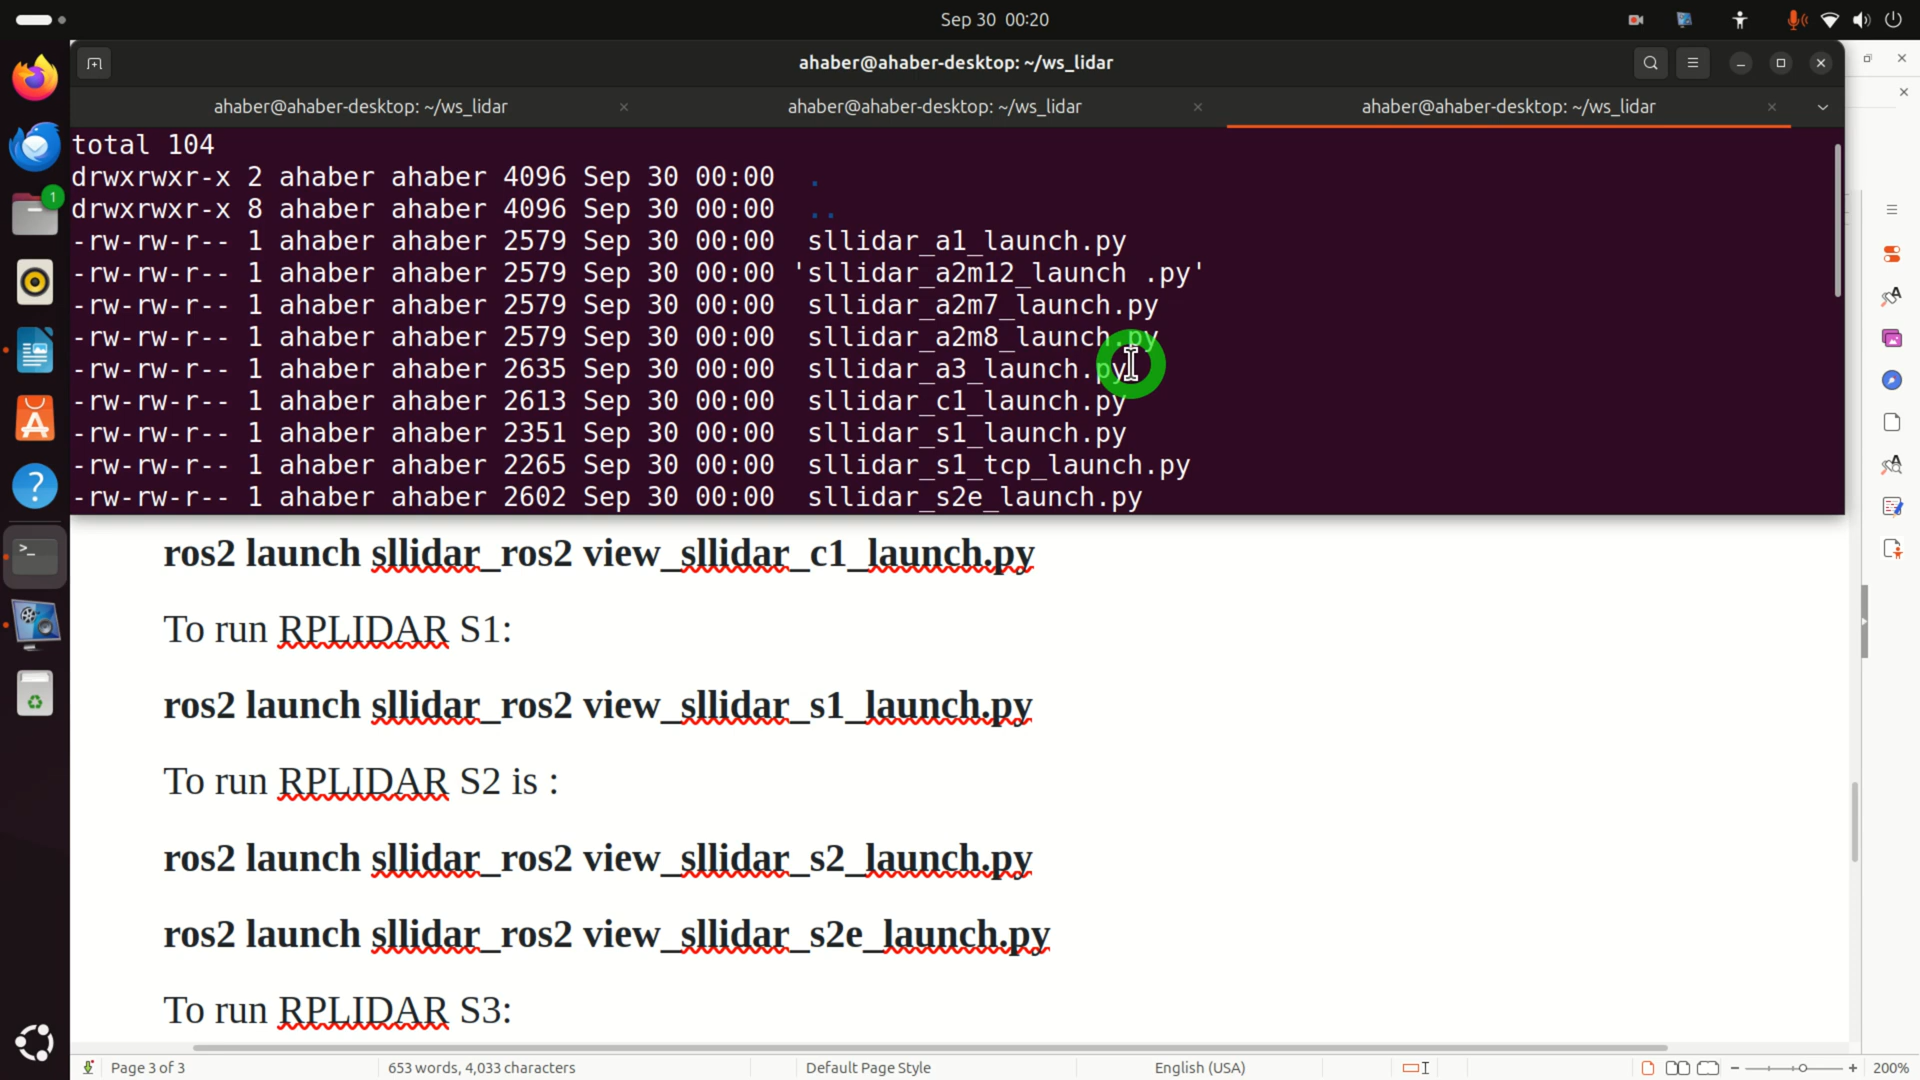 Sep 30 00:20
ahaber@ahaber-desktop: ~/ws_lidar
ahaber@ahaber-desktop: ~/ws_lidar
ahaber@ahaber-desktop: ~/ws_lidar
ahaber@ahaber-desktop: ~/ws_lidar
total 104
drwxrwxr-x 2 ahaber ahaber 4096 Sep 30 00:00 .
drwxrwxr-x 8 ahaber ahaber 4096 Sep 30 00:00 ..
-rw-rw-r-- 1 ahaber ahaber 2579 Sep 30 00:00 sllidar_a1_launch.py
-rw-rw-r-- 1 ahaber ahaber 2579 Sep 30 00:00 'sllidar_a2m12_launch .py'
-rw-rw-r-- 1 ahaber ahaber 2579 Sep 30 00:00 sllidar_a2m7_launch.py
-rw-rw-r-- 1 ahaber ahaber 2579 Sep 30 00:00 sllidar_a2m8_launch.py
-rw-rw-r-- 1 ahaber ahaber 2635 Sep 30 00:00 sllidar_a3_launch.py
-rw-rw-r-- 1 ahaber ahaber 2613 Sep 30 00:00 sllidar_c1_launch.py
-rw-rw-r-- 1 ahaber ahaber 2351 Sep 30 00:00 sllidar_s1_launch.py
-rw-rw-r-- 1 ahaber ahaber 2265 Sep 30 00:00 sllidar_s1_tcp_launch.py
-rw-rw-r-- 1 ahaber ahaber 2602 Sep 30 00:00 sllidar_s2e_launch.py
ros2 launch sllidar_ros2 view_sllidar_c1_launch.py
To run RPLIDAR S1:
ros2 launch sllidar_ros2 view_sllidar_s1_launch.py
To run RPLIDAR S2 is :
ros2 launch sllidar_ros2 view_sllidar_s2_launch.py
ros2 launch sllidar_ros2 view_sllidar_s2e_launch.py
To run RPLIDAR S3:
1
Page 3 of 3
653 words, 4,033 characters
Default Page Style
English (USA)
200%